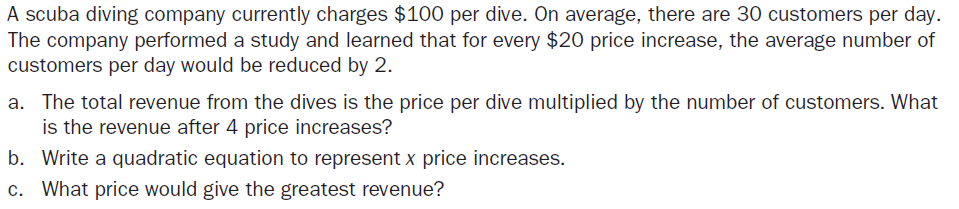 A scuba diving company currently charges $100 per dive. On average, there are 30 customers per day.
The company performed a study and learned that for every $20 price increase, the average number of
customers per day would be reduced by 2.
a. The total revenue from the dives is the price per dive multiplied by the number of customers. What
is the revenue after 4 price increases?
b. Write a quadratic equation to represent x price increases.
c. What price would give the greatest revenue?